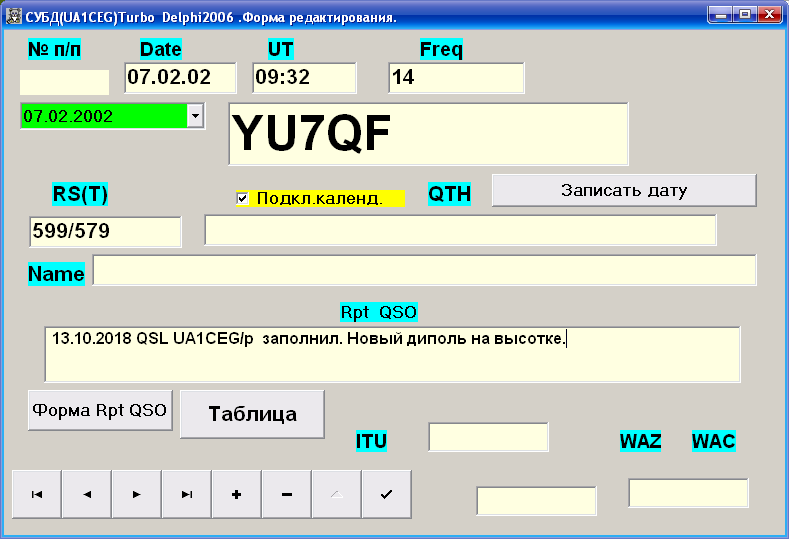 СУБД(UA1CEG)Turbo Delphi2006 .Форма редактирования.
№ п/п Date UT Freq
07.02.02 09:32 14
07.02.2002
YU7QF
RS(T) Подкл.календ. QTH Записать дату
599/579
Name
Rpt QSO
13.10.2018 QSL UA1CEG/p заполнил. Новый диполь на высотке.
Форма Rpt QSO Таблица
ITU WAZ WAC